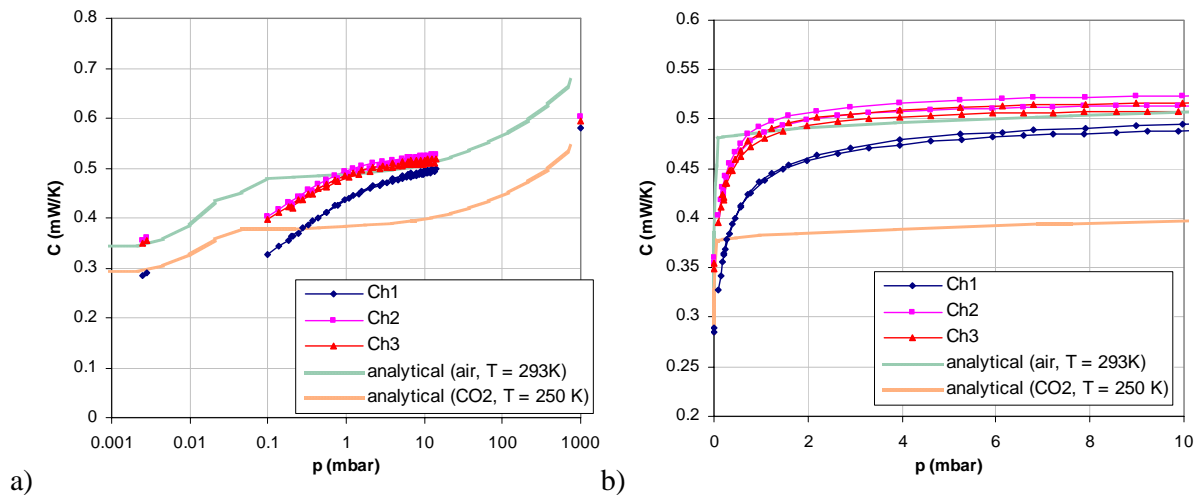 0.8
0.7
0.6
0.5
0.4
0.3
0.2
0.1
0
C (mW/K)
0.001 0.01 0.1 1 10 100 1000
p (mbar)
Ch1
Ch2
Ch3
analytical (air, T = 293K)
analytical (CO2, T = 250 K)
a)
0.6
0.55
0.5
0.45
0.4
0.35
0.3
0.25
0.2
C (mW/K)
0 2 4 6 8 10
p (mbar)
Ch1
Ch2
Ch3
analytical (air, T = 293K)
analytical (CO2, T = 250 K)
b)